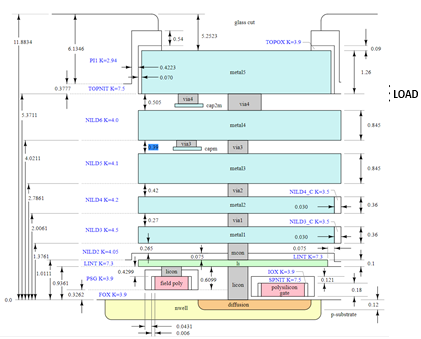 glass cut
11.8834
6.1346
0.54
5.2523
TOPOX K=3.9
0.09
PI1 K=2.94
0.4223
0.070
metal5
1.26
0.3777
TOPNIT K=7.5
LOAD
5.3711
0.505
via4
cap2m
via4
NILD6 K=4.0
metal4
0.845
4.0211
via3
capm
via3
NILD5 K=4.1
metal3
0.845
2.7861
0.42
via2
NILD4_C K=3.5
NILD4 K=4.2
metal2
0.030
0.36
2.0061
0.27
via1
NILD3_C K=3.5
NILD3 K=4.5
metal1
0.030
0.36
1.3761
NILD2 K=4.05
0.265
0.075
mcon
0.075
LINT K=7.3
1.0111
LINT K=7.3
li
0.1
0.9361
0.4299
licon
IOX K=3.9
PSG K=3.9
field poly
0.6099
SPNIT K=7.5
0.121
0.3262
licon
polysilicon
gate
0.18
0.0
FOX K=3.9
nwell
diffusion
0.12
p-substrate
0.0431
0.006